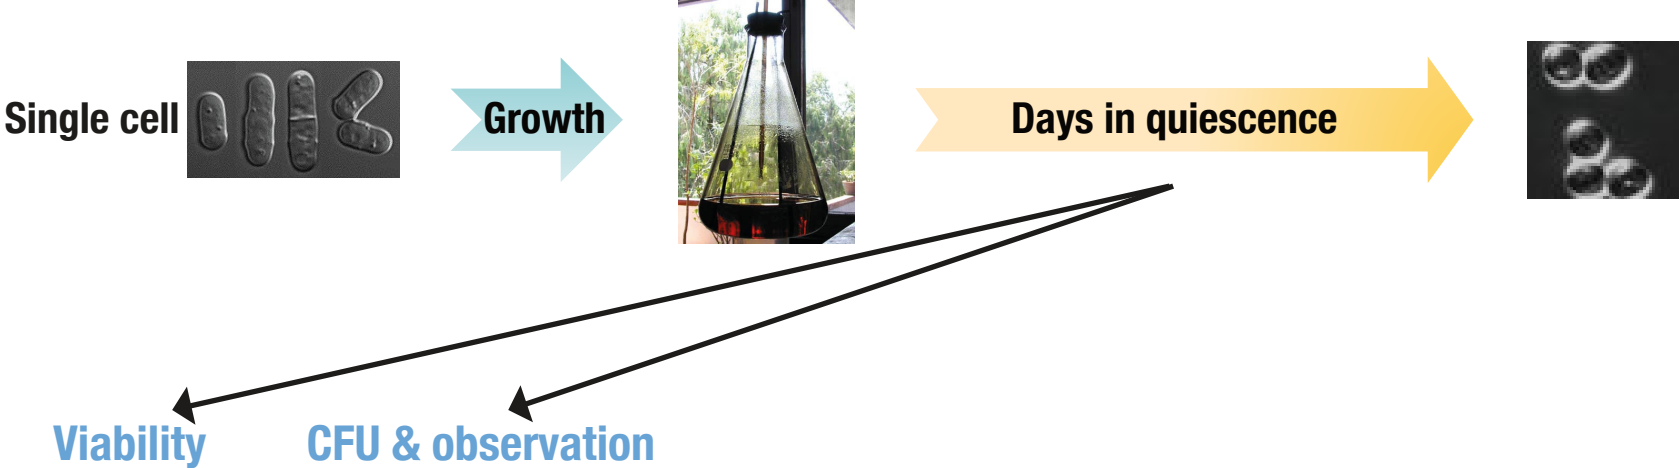 Single cell
Growth
Days in quiescence
Viability
CFU & observation